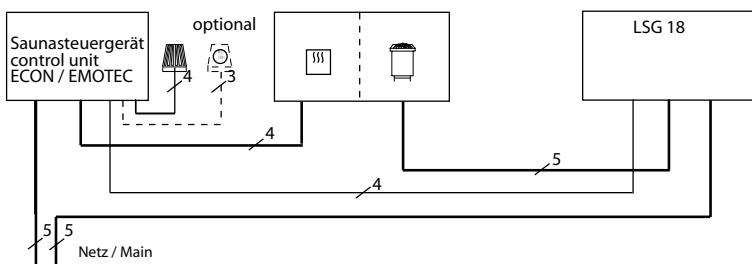 optional
Saunasteuergerät
control unit
ECON / EMOTEC
LSG 18
4
3
4
5
4
5
5
Netz / Main